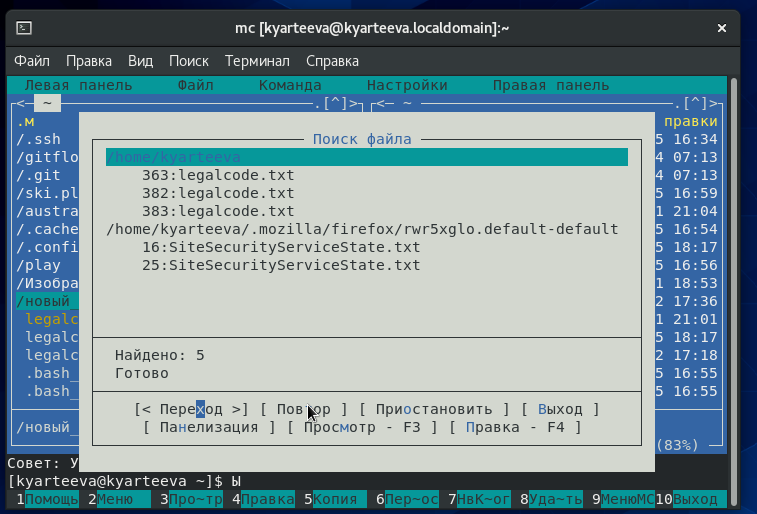 mc [kyarteeva@kyarteeva.localdomain]:~
Файл Правка Вид Поиск Терминал Справка
Левая панель Файл Команда Настройки Правая панель
<─ ~ .[^]> <─ ~ .[^]>
.м правки
/.ssh 5 16:34
/gitflo 4 07:13
/.git 4 07:13
/ski.pl 5 16:59
/austra 1 21:04
/.cache 5 16:54
/.confi 5 18:17
/play 5 16:56
/Изобра 1 18:53
/новый_ 2 17:36
legalc 1 21:01
legalc 5 18:17
legalc 2 17:18
.bash_ 5 16:55
.bash_ 5 16:55
/новый_
(83%)
Поиск файла
/home/kyarteeva
363:legalcode.txt
382:legalcode.txt
383:legalcode.txt
/home/kyarteeva/.mozilla/firefox/rwr5xglo.default-default
16:SiteSecurityServiceState.txt
25:SiteSecurityServiceState.txt
Найдено: 5
Готово
[< Переход >] [ Повтор ] [ Приостановить ] [ Выход ]
[ Панелизация ] [ Просмотр - F3 ] [ Правка - F4 ]
Совет: У
[kyarteeva@kyarteeva ~]$ Ы
1Помощь 2Меню 3Про~тр 4Правка 5Копия 6Пер~ос 7НвК~ог 8Уда~ть 9МенюMC 10Выход